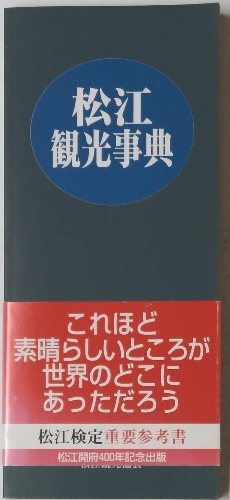 松江
観光事典
これほど
素晴らしいところが
世界のどこに
あっただろう
松江検定重要参考書
松江開府400年記念出版